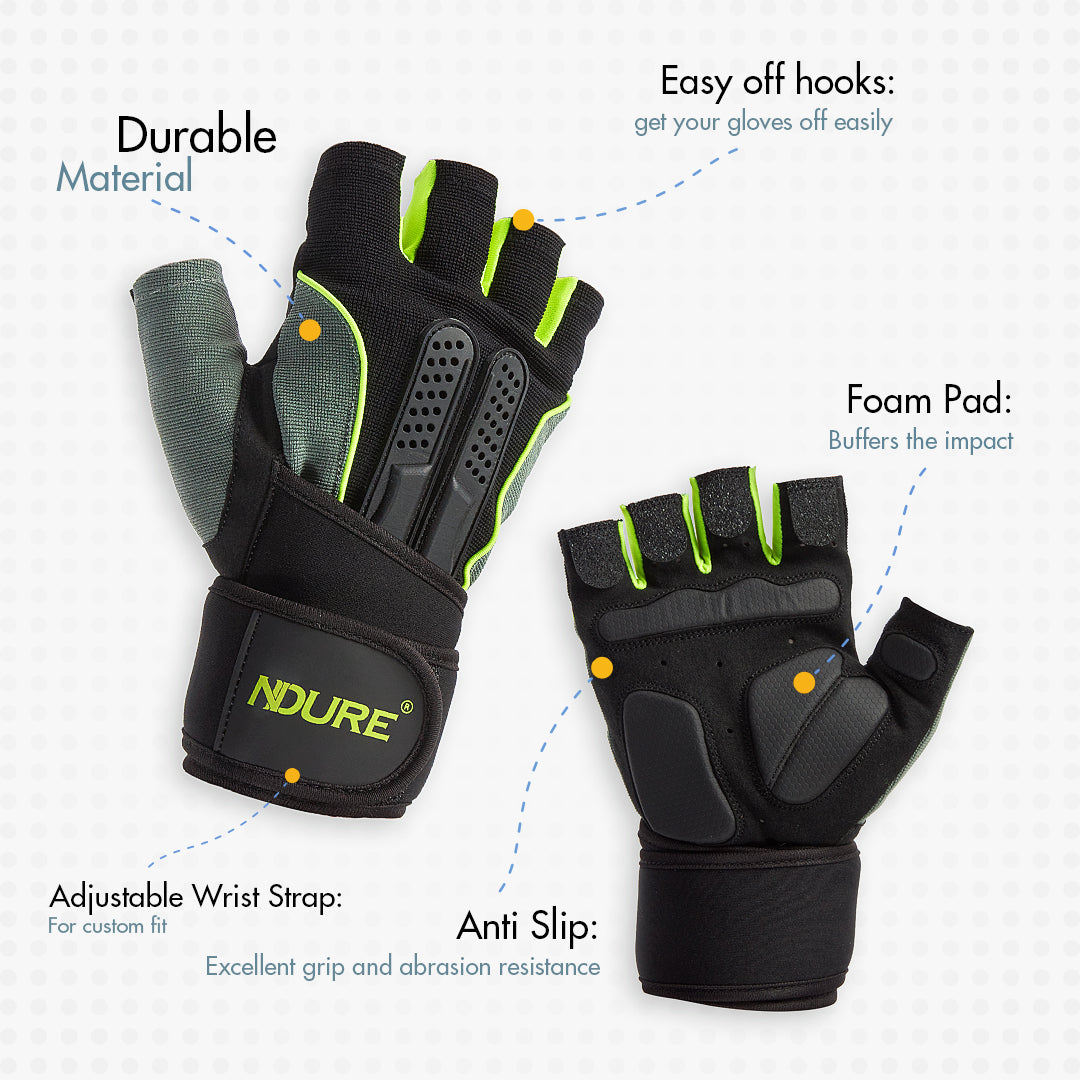 Easy off hooks:
get your gloves off easily
Durable
Material
Foam Pad:
Buffers the impact
NDURE®
Adjustable Wrist Strap:
For custom fit
Anti Slip:
Excellent grip and abrasion resistance